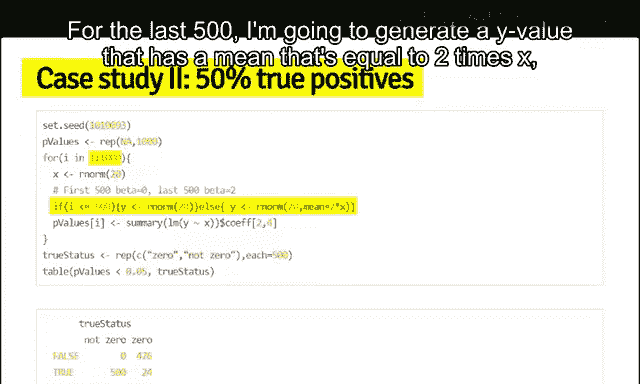 For the last 500, I'm going to generate a y-value
that has a mean that's equal to 2 times x,
Case study II: 50% true positives
set.seed(1010093)
pValues <- rep(NA,1000)
for(i in 1:1000){
x <- rnorm(20)
# First 500 beta=0, last 500 beta=2
if(i <= 500){y <- rnorm(20)}else{ y <- rnorm(20,mean=2*x)}
pValues[i] <- summary(lm(y ~ x))$coeff[2,4]
}
trueStatus <- rep(c("zero","not zero"),each=500)
table(pValues < 0.05, trueStatus)
trueStatus
not zero zero
FALSE 0 476
TRUE 500 24